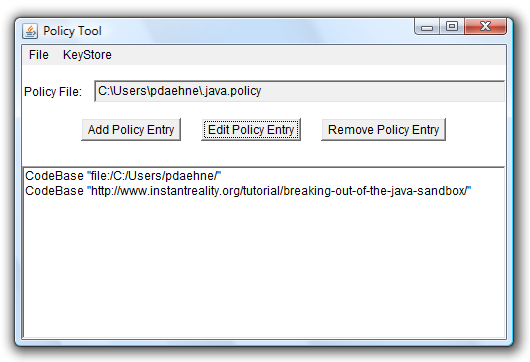 Policy Tool
File KeyStore
Policy File: C:\Users\pdaehne\.java.policy
Add Policy Entry Edit Policy Entry Remove Policy Entry
CodeBase "file:/C:/Users/pdaehne/"
CodeBase "http://www.instantreality.org/tutorial/breaking-out-of-the-java-sandbox/"